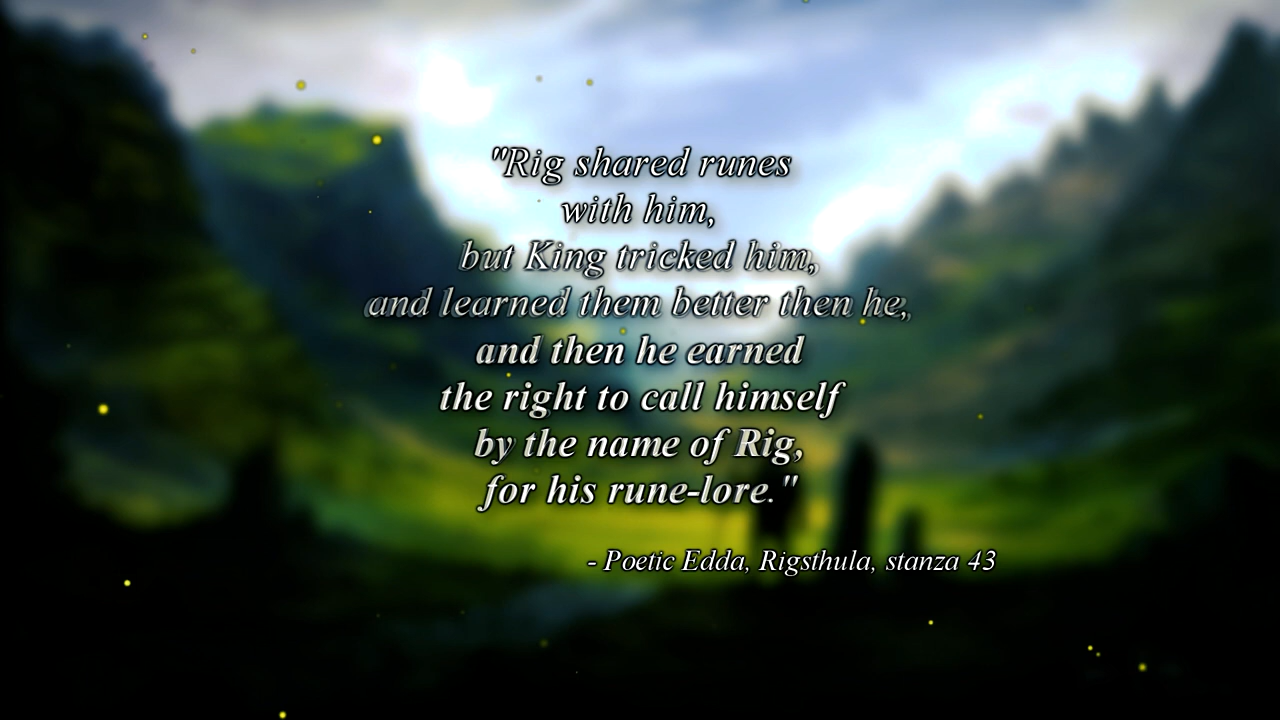 "Rig shared runes
with him,
but King tricked him,
and learned them better then he,
and then he earned
the right to call himself
by the name of Rig,
for his rune-lore."
- Poetic Edda, Rigsthula, stanza 43